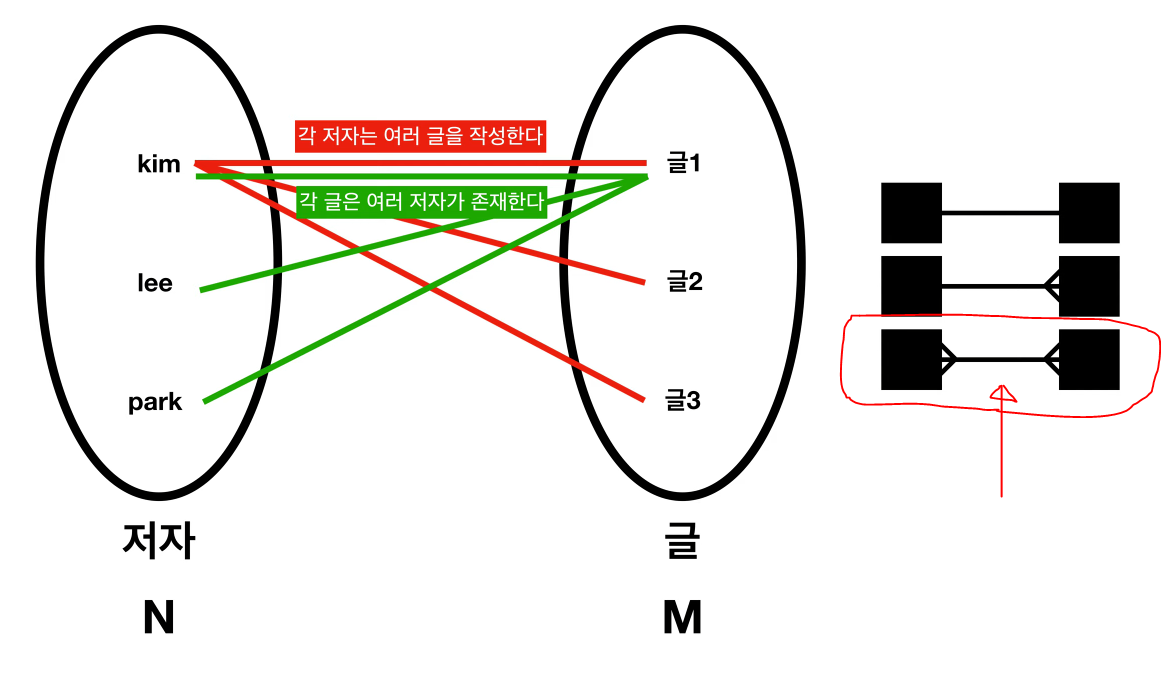 각 저자는 여러 글을 작성한다
kim
글1
각 글은 여러 저자가 존재한다
lee
글2
park
글3
저자
글
N
M